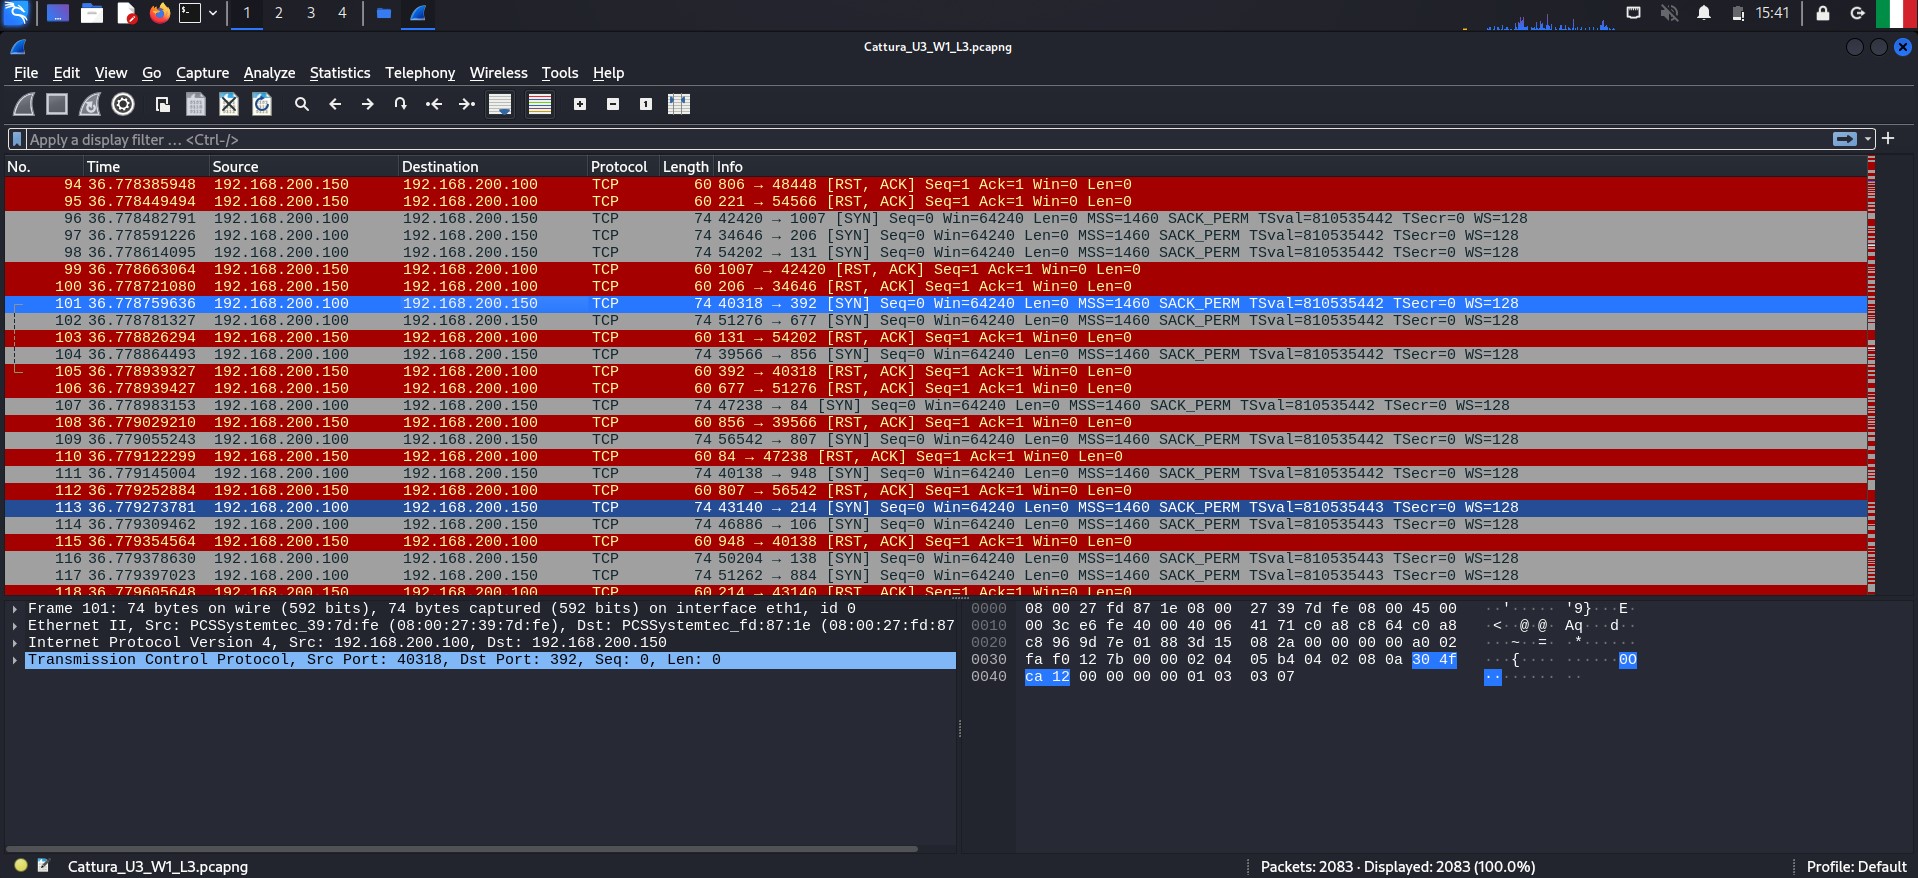 1 2 3 4 15:41
Cattura_U3_W1_L3.pcapng
File Edit View Go Capture Analyze Statistics Telephony Wireless Tools Help
Apply a display filter ... <Ctrl-/>
No. Time Source Destination Protocol Length Info
94 36.778385948 192.168.200.150 192.168.200.100 TCP 60 806 → 48448 [RST, ACK] Seq=1 Ack=1 Win=0 Len=0
95 36.778449494 192.168.200.150 192.168.200.100 TCP 60 221 → 54566 [RST, ACK] Seq=1 Ack=1 Win=0 Len=0
96 36.778482791 192.168.200.100 192.168.200.150 TCP 74 42420 → 1007 [SYN] Seq=0 Win=64240 Len=0 MSS=1460 SACK_PERM TSval=810535442 TSecr=0 WS=128
97 36.778591226 192.168.200.100 192.168.200.150 TCP 74 34646 → 206 [SYN] Seq=0 Win=64240 Len=0 MSS=1460 SACK_PERM TSval=810535442 TSecr=0 WS=128
98 36.778614095 192.168.200.100 192.168.200.150 TCP 74 54202 → 131 [SYN] Seq=0 Win=64240 Len=0 MSS=1460 SACK_PERM TSval=810535442 TSecr=0 WS=128
99 36.778663064 192.168.200.150 192.168.200.100 TCP 60 1007 → 42420 [RST, ACK] Seq=1 Ack=1 Win=0 Len=0
100 36.778721080 192.168.200.150 192.168.200.100 TCP 60 206 → 34646 [RST, ACK] Seq=1 Ack=1 Win=0 Len=0
101 36.778759636 192.168.200.100 192.168.200.150 TCP 74 40318 → 392 [SYN] Seq=0 Win=64240 Len=0 MSS=1460 SACK_PERM TSval=810535442 TSecr=0 WS=128
102 36.778781327 192.168.200.100 192.168.200.150 TCP 74 51276 → 677 [SYN] Seq=0 Win=64240 Len=0 MSS=1460 SACK_PERM TSval=810535442 TSecr=0 WS=128
103 36.778826294 192.168.200.150 192.168.200.100 TCP 60 131 → 54202 [RST, ACK] Seq=1 Ack=1 Win=0 Len=0
104 36.778864493 192.168.200.100 192.168.200.150 TCP 74 39566 → 856 [SYN] Seq=0 Win=64240 Len=0 MSS=1460 SACK_PERM TSval=810535442 TSecr=0 WS=128
105 36.778939327 192.168.200.150 192.168.200.100 TCP 60 392 → 40318 [RST, ACK] Seq=1 Ack=1 Win=0 Len=0
106 36.778939427 192.168.200.150 192.168.200.100 TCP 60 677 → 51276 [RST, ACK] Seq=1 Ack=1 Win=0 Len=0
107 36.778983153 192.168.200.100 192.168.200.150 TCP 74 47238 → 84 [SYN] Seq=0 Win=64240 Len=0 MSS=1460 SACK_PERM TSval=810535442 TSecr=0 WS=128
108 36.779029210 192.168.200.150 192.168.200.100 TCP 60 856 → 39566 [RST, ACK] Seq=1 Ack=1 Win=0 Len=0
109 36.779055243 192.168.200.100 192.168.200.150 TCP 74 56542 → 807 [SYN] Seq=0 Win=64240 Len=0 MSS=1460 SACK_PERM TSval=810535442 TSecr=0 WS=128
110 36.779122299 192.168.200.150 192.168.200.100 TCP 60 84 → 47238 [RST, ACK] Seq=1 Ack=1 Win=0 Len=0
111 36.779145004 192.168.200.100 192.168.200.150 TCP 74 40138 → 948 [SYN] Seq=0 Win=64240 Len=0 MSS=1460 SACK_PERM TSval=810535442 TSecr=0 WS=128
112 36.779252884 192.168.200.150 192.168.200.100 TCP 60 807 → 56542 [RST, ACK] Seq=1 Ack=1 Win=0 Len=0
113 36.779273781 192.168.200.100 192.168.200.150 TCP 74 43140 → 214 [SYN] Seq=0 Win=64240 Len=0 MSS=1460 SACK_PERM TSval=810535443 TSecr=0 WS=128
114 36.779309462 192.168.200.100 192.168.200.150 TCP 74 46886 → 106 [SYN] Seq=0 Win=64240 Len=0 MSS=1460 SACK_PERM TSval=810535443 TSecr=0 WS=128
115 36.779354564 192.168.200.150 192.168.200.100 TCP 60 948 → 40138 [RST, ACK] Seq=1 Ack=1 Win=0 Len=0
116 36.779378630 192.168.200.100 192.168.200.150 TCP 74 50204 → 138 [SYN] Seq=0 Win=64240 Len=0 MSS=1460 SACK_PERM TSval=810535443 TSecr=0 WS=128
117 36.779397023 192.168.200.100 192.168.200.150 TCP 74 51262 → 884 [SYN] Seq=0 Win=64240 Len=0 MSS=1460 SACK_PERM TSval=810535443 TSecr=0 WS=128
118 36.779605648 192.168.200.150 192.168.200.100 TCP 60 214 → 43140 [RST, ACK] Seq=1 Ack=1 Win=0 Len=0
Frame 101: 74 bytes on wire (592 bits), 74 bytes captured (592 bits) on interface eth1, id 0
Ethernet II, Src: PCSSystemtec_39:7d:fe (08:00:27:39:7d:fe), Dst: PCSSystemtec_fd:87:1e (08:00:27:fd:87
Internet Protocol Version 4, Src: 192.168.200.100, Dst: 192.168.200.150
Transmission Control Protocol, Src Port: 40318, Dst Port: 392, Seq: 0, Len: 0
0000 08 00 27 fd 87 1e 08 00 27 39 7d fe 08 00 45 00 ··'····· '9}···E·
0010 00 3c e6 fe 40 00 40 06 41 71 c0 a8 c8 64 c0 a8 ·<··@·@· Aq···d··
0020 c8 96 9d 7e 01 88 3d 15 08 2a 00 00 00 00 a0 02 ···~··=· ·*······
0030 fa f0 12 7b 00 00 02 04 05 b4 04 02 08 0a 30 4f ···{···· ······0O
0040 ca 12 00 00 00 00 01 03 03 07 ········ ··
Cattura_U3_W1_L3.pcapng
Packets: 2083 · Displayed: 2083 (100.0%)
Profile: Default